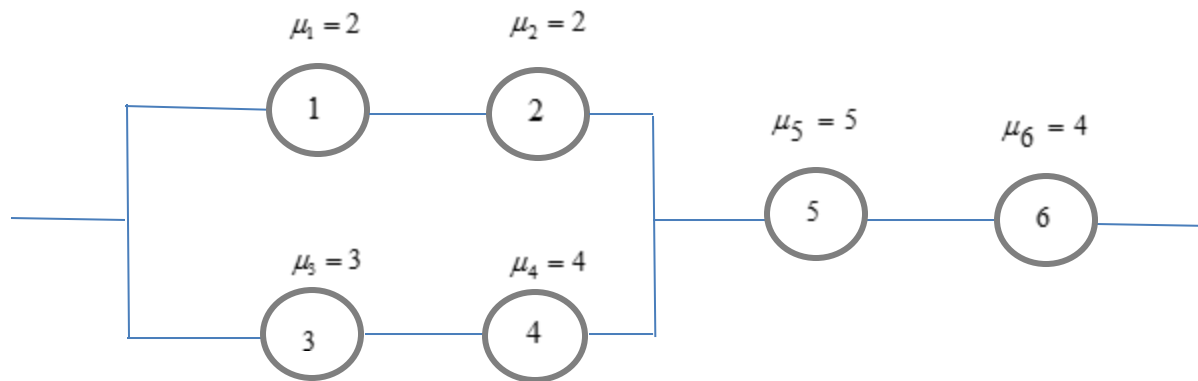 μ₁ = 2
μ₂ = 2
1
2
μ5 = 5
μ6 = 4
5
6
μ₃ = 3
μ₄ = 4
3
4